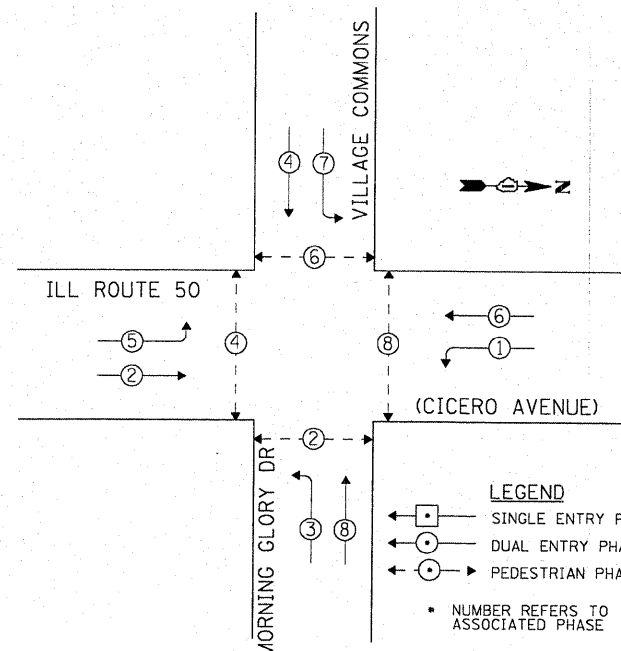 VILLAGE COMMONS
4
7
N
6
ILL ROUTE 50
5
4
8
6
2
1
(CICERO AVENUE)
2
MORNING GLORY DR
3
8
LEGEND
SINGLE ENTRY P
DUAL ENTRY PHA
PEDESTRIAN PHA
* NUMBER REFERS TO
ASSOCIATED PHASE